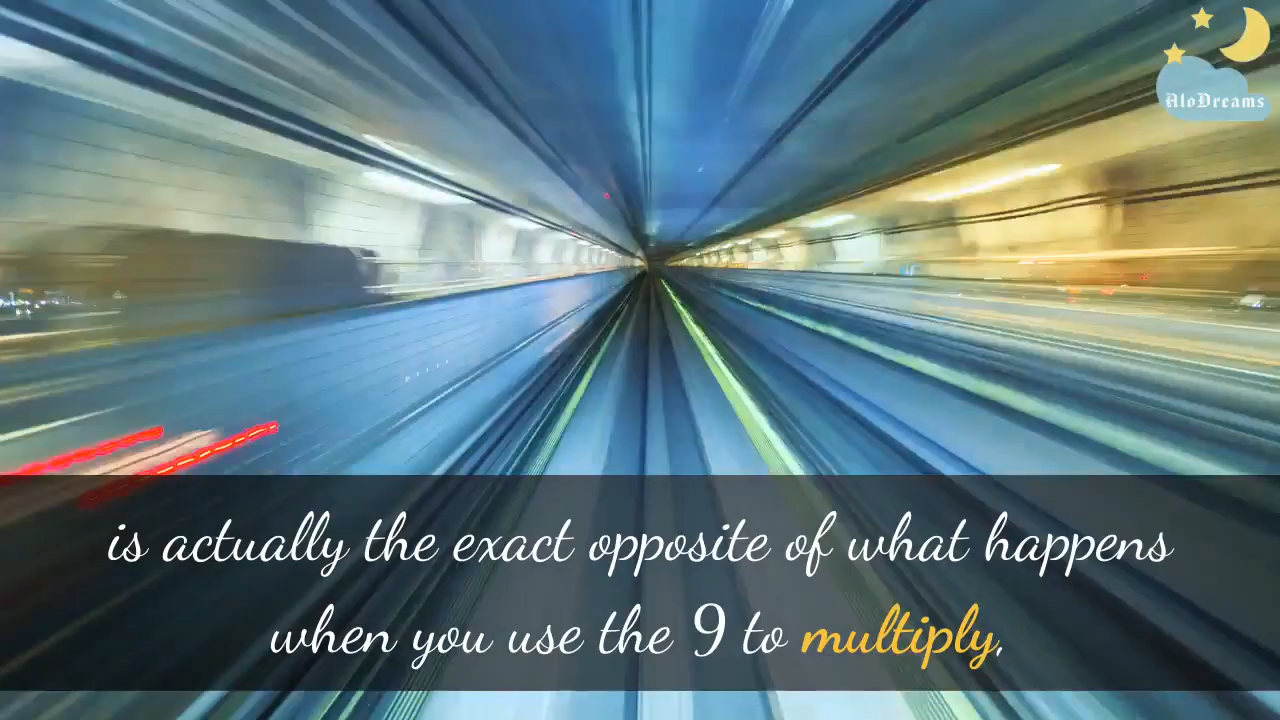 AloDreams
is actually the exact opposite of what happens
when you use the 9 to multiply,